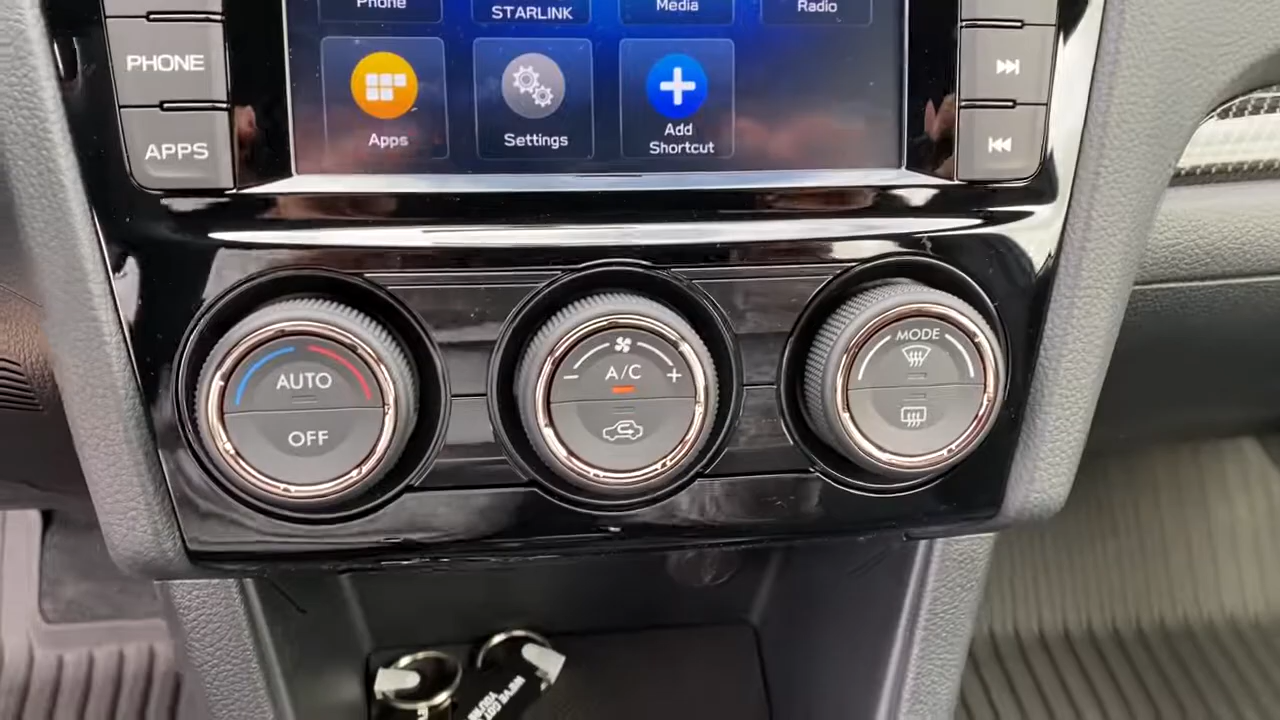 Phone
STARLINK
Media
Radio
PHONE
Apps
Settings
Add
Shortcut
APPS
AUTO
OFF
A/C
- +
MODE